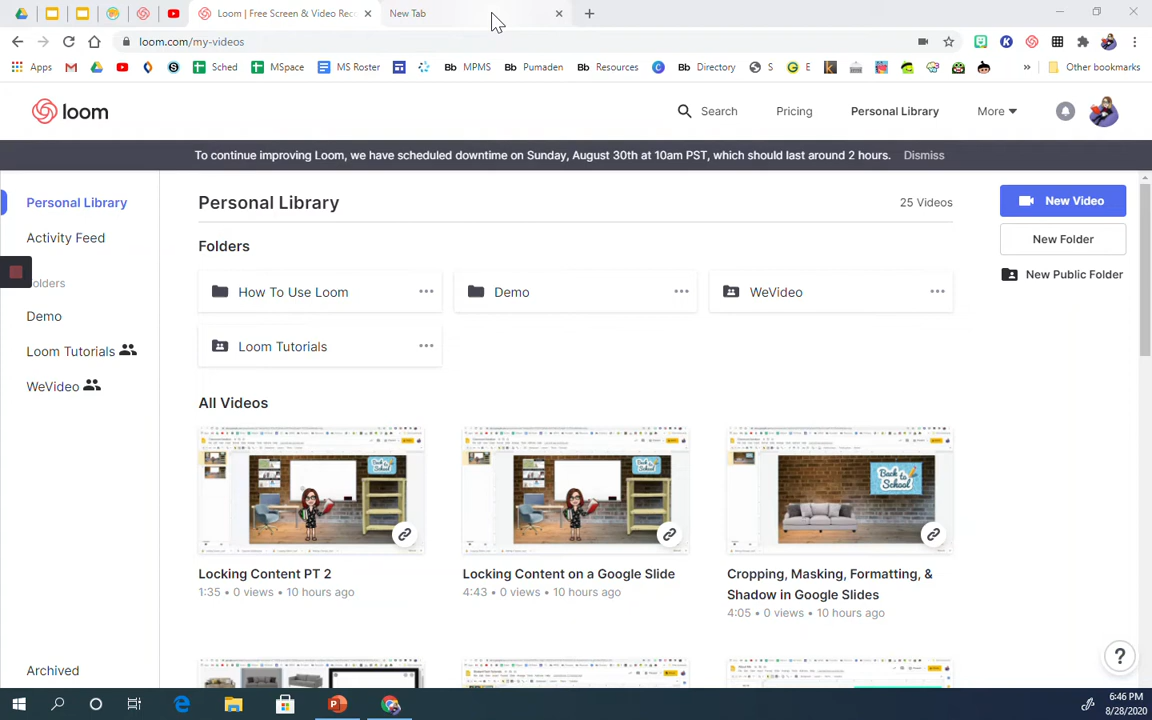 Loom | Free Screen & Video Reco
New Tab
loom.com/my-videos
Apps
Sched
MSpace
MS Roster
Bb MPMS
Bb Pumaden
Bb Resources
Bb Directory
S
E
Other bookmarks
loom
Search
Pricing
Personal Library
More
To continue improving Loom, we have scheduled downtime on Sunday, August 30th at 10am PST, which should last around 2 hours. Dismiss
Personal Library
Activity Feed
olders
Demo
Loom Tutorials
WeVideo
Archived
Personal Library
25 Videos
New Video
New Folder
New Public Folder
Folders
How To Use Loom
Demo
WeVideo
Loom Tutorials
All Videos
Back to School
Back to School
Back to School
Locking Content PT 2
1:35 • 0 views • 10 hours ago
Locking Content on a Google Slide
4:43 • 0 views • 10 hours ago
Cropping, Masking, Formatting, &
Shadow in Google Slides
4:05 • 0 views • 10 hours ago
?
6:46 PM
8/28/2020